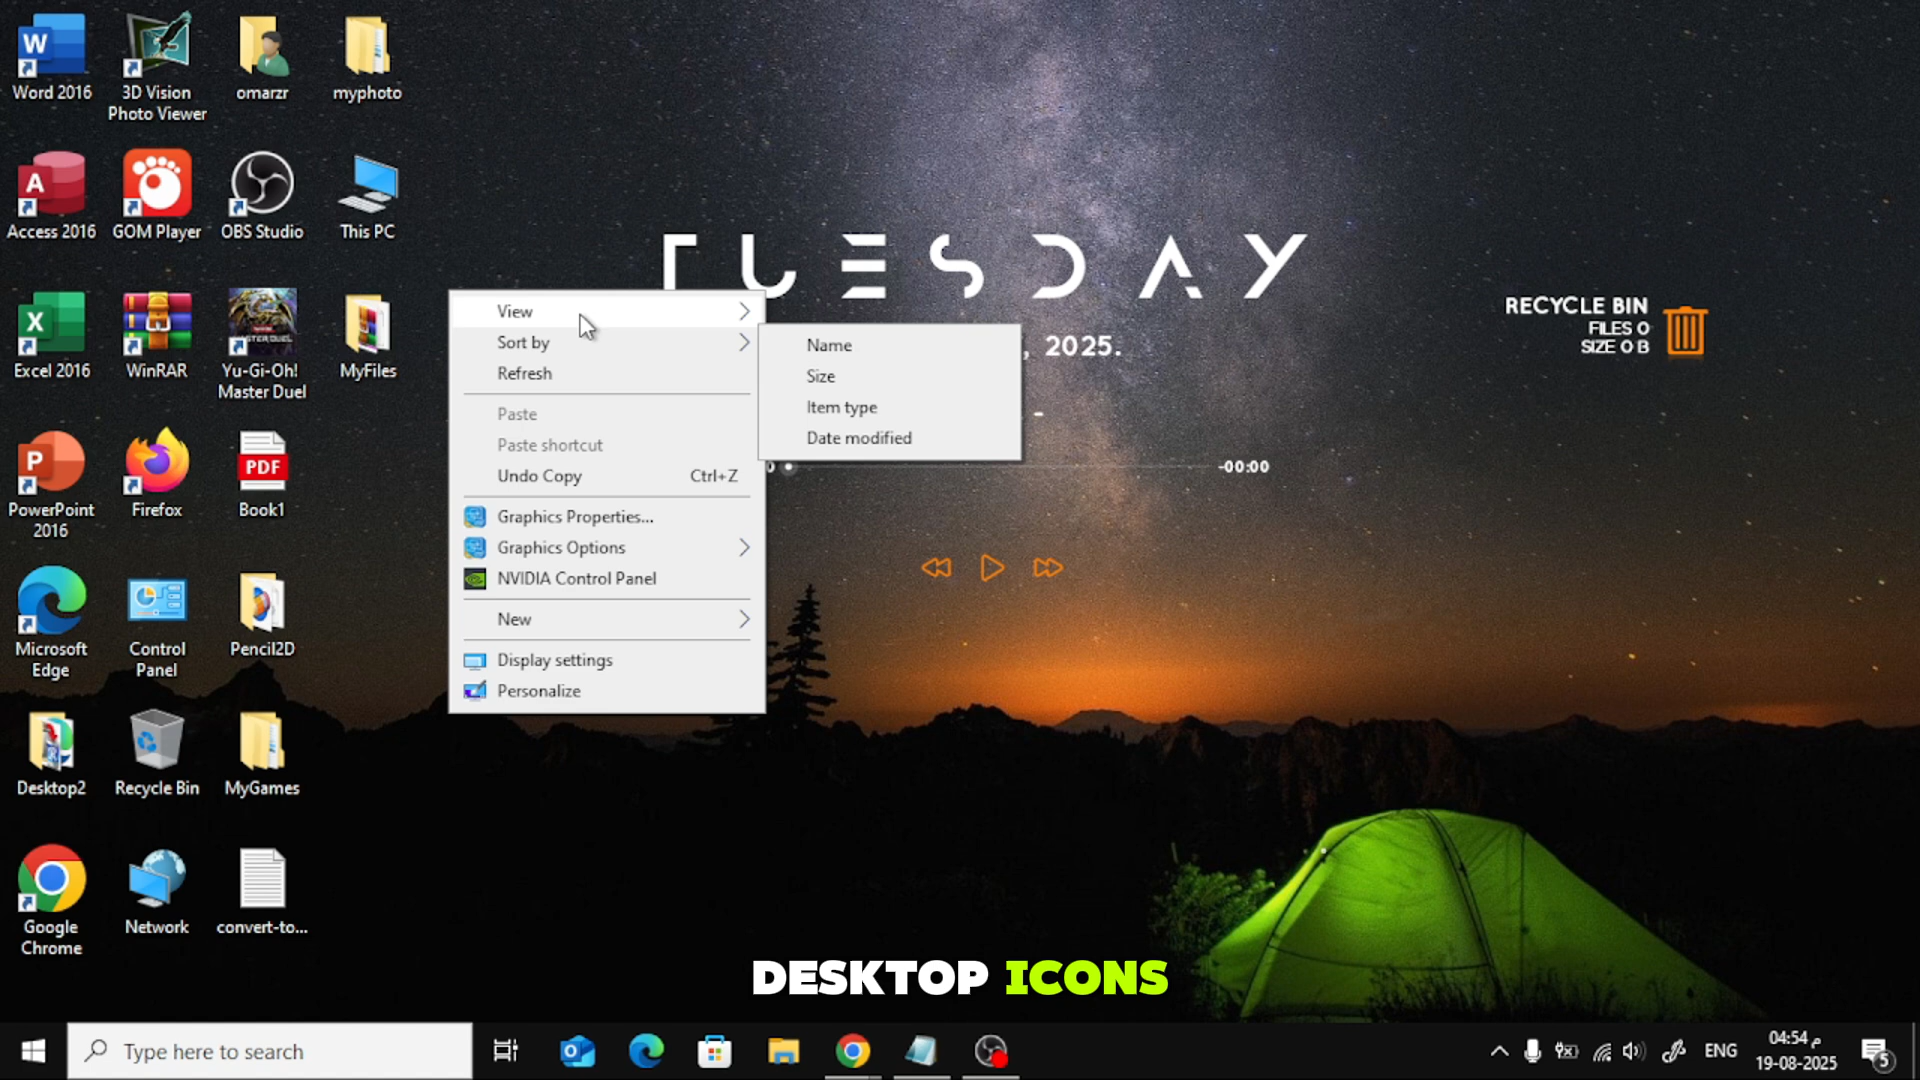 Word 2016
3D Vision
Photo Viewer
omarzr
myphoto
Access 2016
GOM Player
OBS Studio
This PC
Excel 2016
WinRAR
Yu-Gi-Oh!
Master Duel
MyFiles
PowerPoint
2016
Firefox
PDF
Book1
Microsoft
Edge
Control
Panel
Pencil2D
Desktop2
Recycle Bin
MyGames
Google
Chrome
Network
convert-to...
TUESDAY
, 2025.
-
-00:00
RECYCLE BIN
FILES 0
SIZE 0 B
View
Sort by
Refresh
Paste
Paste shortcut
Undo Copy Ctrl+Z
Graphics Properties...
Graphics Options
NVIDIA Control Panel
New
Display settings
Personalize
Name
Size
Item type
Date modified
DESKTOP ICONS
Type here to search
ENG
04:54 م
19-08-2025
5